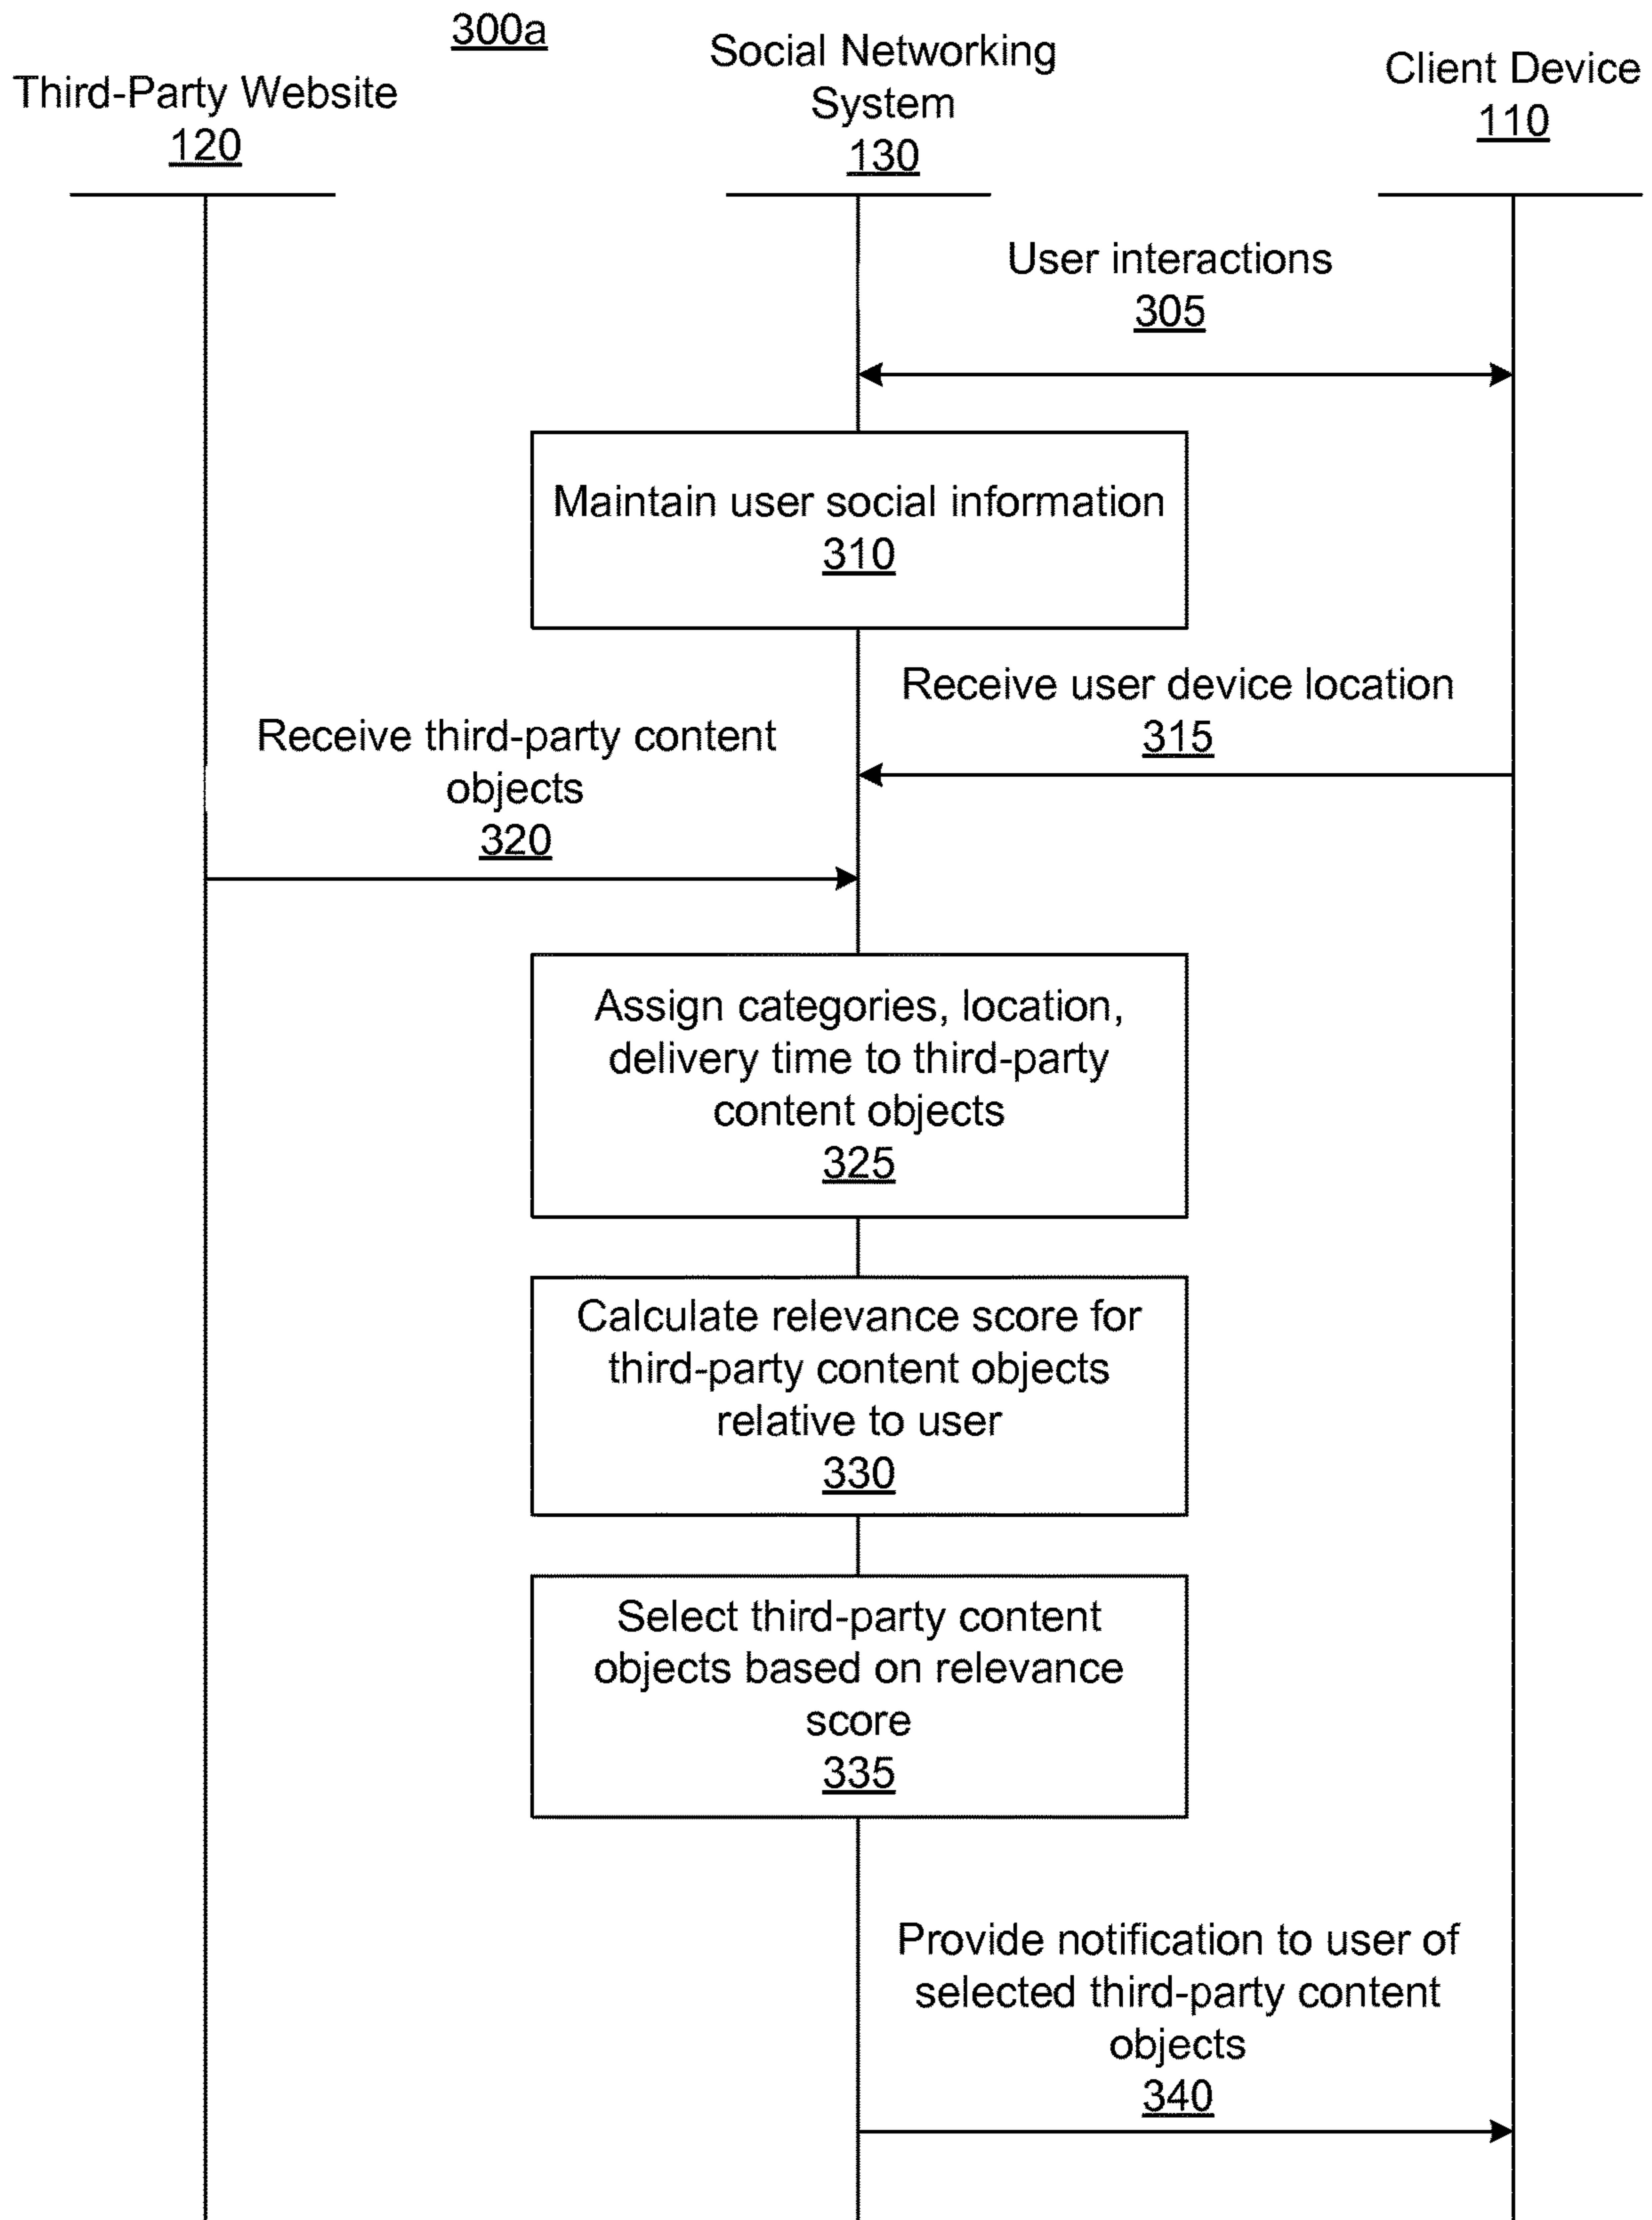 300a
Third-Party Website
120
Social Networking
System
130
Client Device
110
User interactions
305
Maintain user social information
310
Receive user device location
315
Receive third-party content
objects
320
Assign categories, location,
delivery time to third-party
content objects
325
Calculate relevance score for
third-party content objects
relative to user
330
Select third-party content
objects based on relevance
score
335
Provide notification to user of
selected third-party content
objects
340